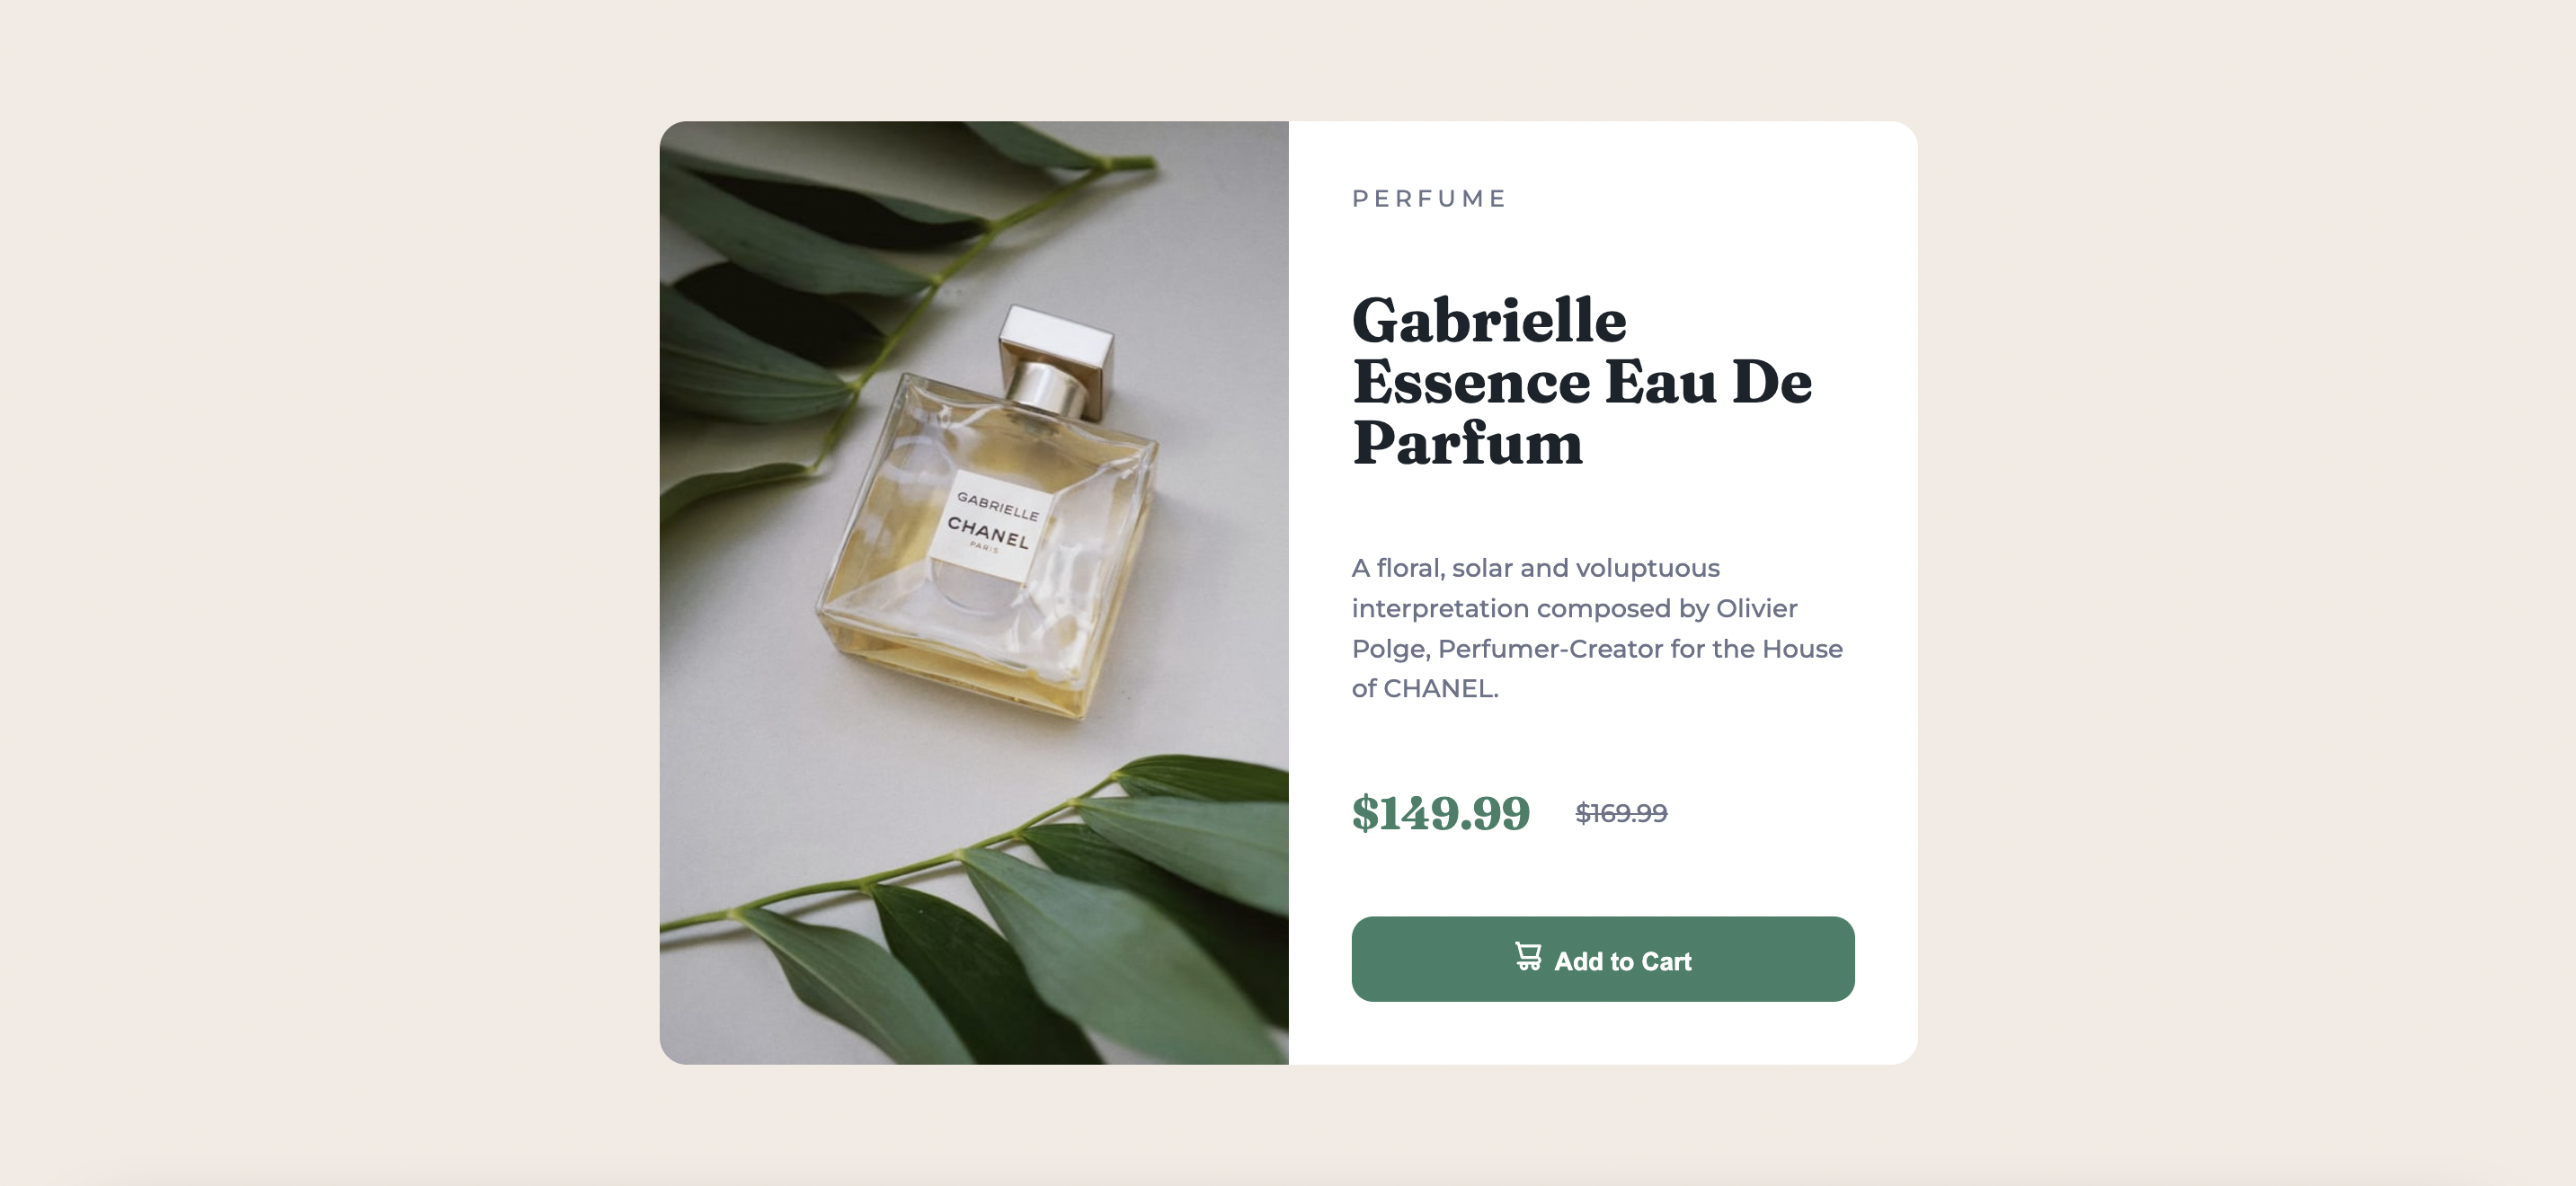 PERFUME
Gabrielle
Essence Eau De
Parfum
A floral, solar and voluptuous
interpretation composed by Olivier
Polge, Perfumer-Creator for the House
of CHANEL.
$149.99 $169.99
Add to Cart
GABRIELLE
CHANEL
PARIS